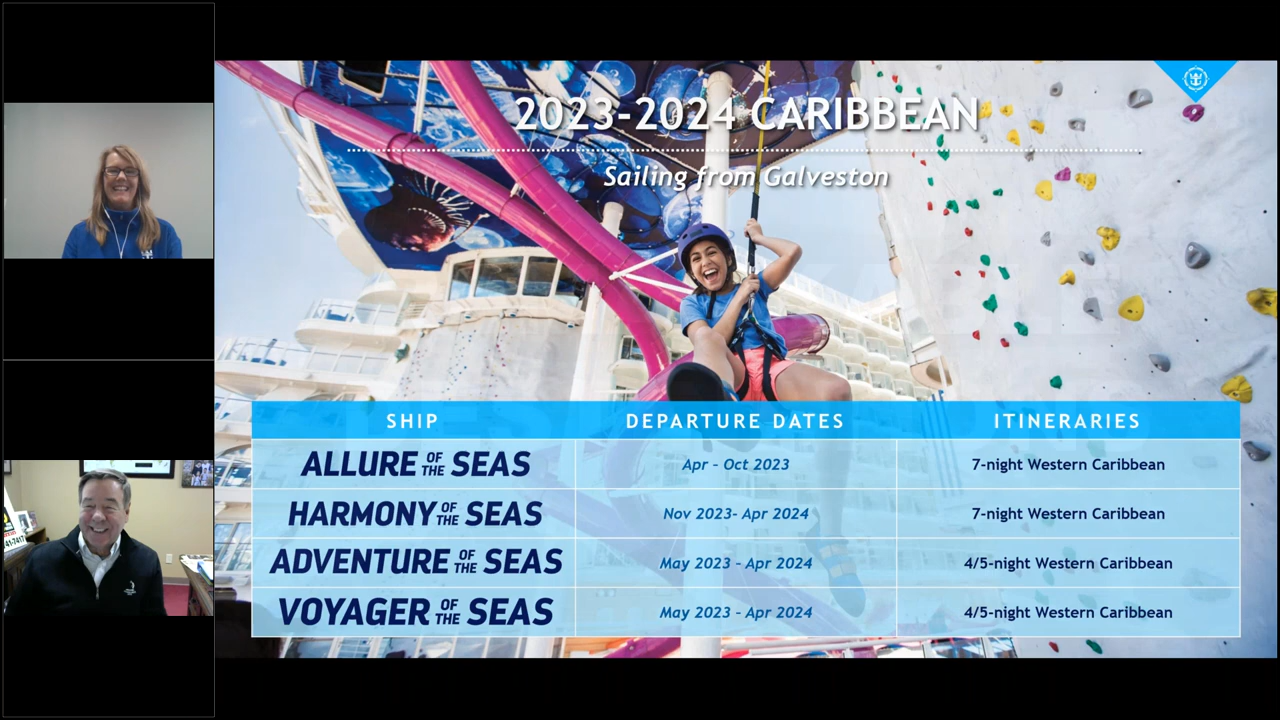 2023-2024 CARIBBEAN
Sailing from Galveston
SHIP DEPARTURE DATES ITINERARIES
ALLURE OF THE SEAS Apr - Oct 2023 7-night Western Caribbean
HARMONY OF THE SEAS Nov 2023- Apr 2024 7-night Western Caribbean
ADVENTURE OF THE SEAS May 2023 - Apr 2024 4/5-night Western Caribbean
VOYAGER OF THE SEAS May 2023 - Apr 2024 4/5-night Western Caribbean
41-7417